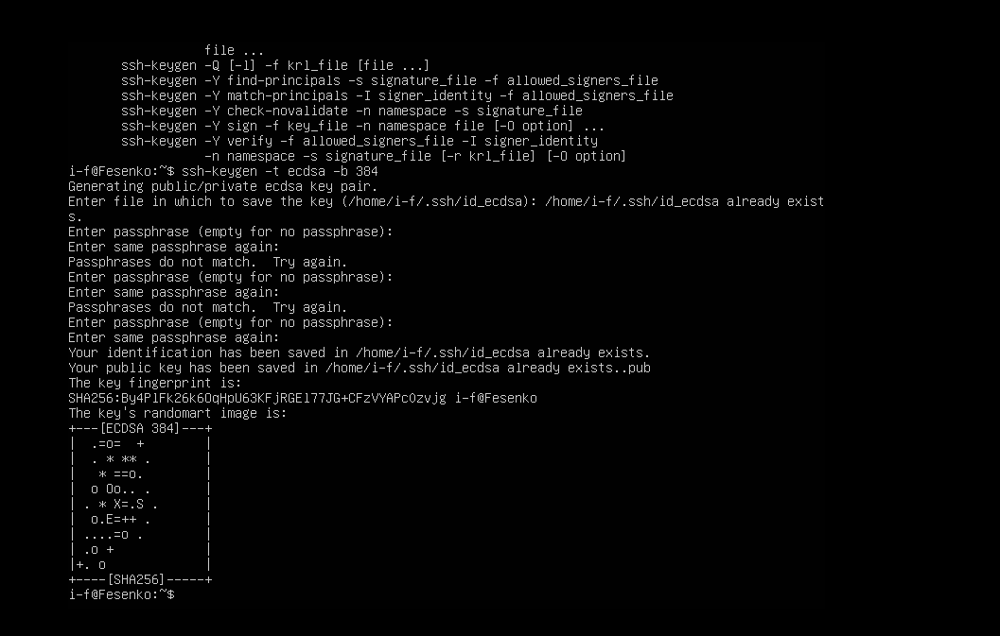 file ...
ssh-keygen -Q [-l] -f krl_file [file ...]
ssh-keygen -Y find-principals -s signature_file -f allowed_signers_file
ssh-keygen -Y match-principals -I signer_identity -f allowed_signers_file
ssh-keygen -Y check-novalidate -n namespace -s signature_file
ssh-keygen -Y sign -f key_file -n namespace file [-O option] ...
ssh-keygen -Y verify -f allowed_signers_file -I signer_identity
-n namespace -s signature_file [-r krl_file] [-O option]
i-f@Fesenko:~$ ssh-keygen -t ecdsa -b 384
Generating public/private ecdsa key pair.
Enter file in which to save the key (/home/i-f/.ssh/id_ecdsa): /home/i-f/.ssh/id_ecdsa already exist
s.
Enter passphrase (empty for no passphrase):
Enter same passphrase again:
Passphrases do not match.  Try again.
Enter passphrase (empty for no passphrase):
Enter same passphrase again:
Passphrases do not match.  Try again.
Enter passphrase (empty for no passphrase):
Enter same passphrase again:
Your identification has been saved in /home/i-f/.ssh/id_ecdsa already exists.
Your public key has been saved in /home/i-f/.ssh/id_ecdsa already exists..pub
The key fingerprint is:
SHA256:By4PlFk26k6OqHpU63KFjRGEl77JG+CFzVYAPcOzvjg i-f@Fesenko
The key's randomart image is:
+---[ECDSA 384]---+
|  .=o=  +        |
|  . * ** .       |
|   * ==o.        |
|  o Oo.. .       |
| . * X=.S .      |
|  o.E=++ .       |
| ....=o .        |
| .o +            |
|+. o             |
+----[SHA256]-----+
i-f@Fesenko:~$